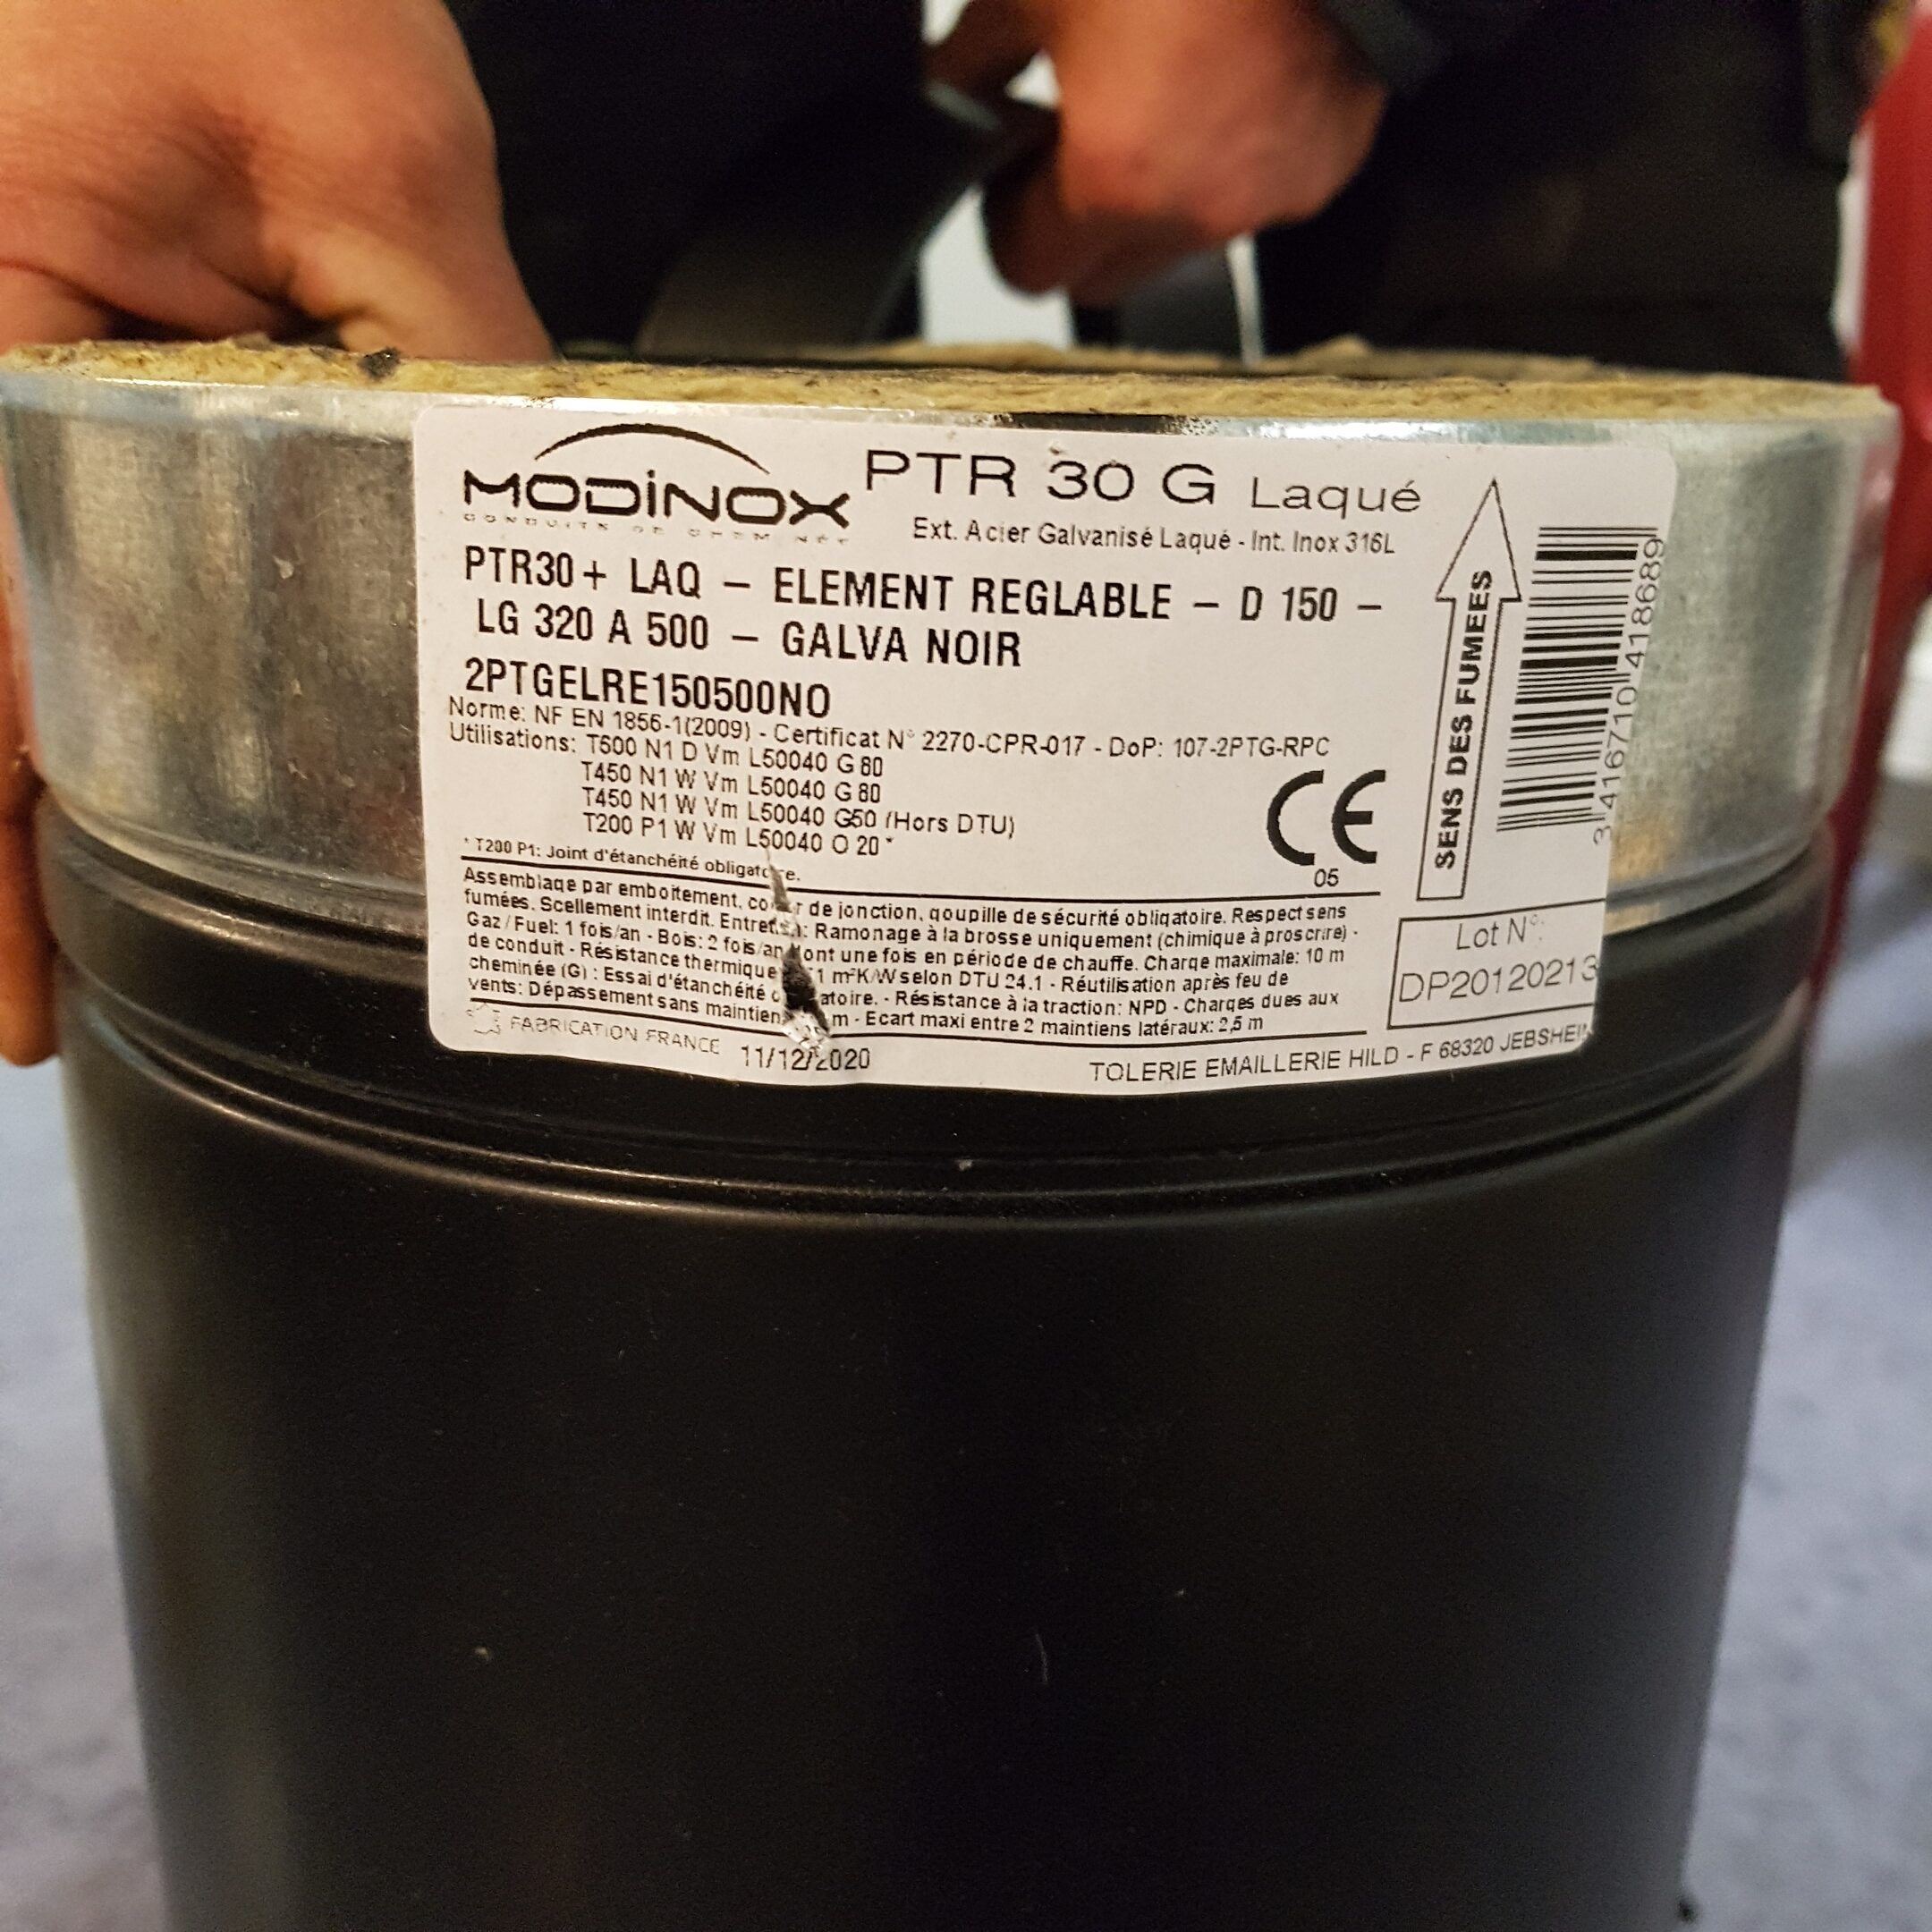 MODINOX
CONDUITS DE CHEMINÉE
PTR 30 G Laqué
Ext. Acier Galvanisé Laqué - Int. Inox 316L
PTR30+ LAQ – ELEMENT REGLABLE – D 150 –
LG 320 A 500 – GALVA NOIR
2PTGELRE150500NO
Norme: NF EN 1856-1(2009) - Certificat N° 2270-CPR-017 - DoP: 107-2PTG-RPC
Utilisations: T600 N1 D Vm L50040 G 80
T450 N1 W Vm L50040 G 80
T450 N1 W Vm L50040 G50 (Hors DTU)
T200 P1 W Vm L50040 O 20 *
* T200 P1: Joint d'étanchéité obligatoire.
CE
05
Assemblage par emboîtement, de jonction, goupille de sécurité obligatoire. Respect sens
fumées. Scellement interdit. Entretien: Ramonage à la brosse uniquement (chimique à proscrire) -
Gaz / Fuel: 1 fois/an - Bois: 2 fois/an dont une fois en période de chauffe. Charge maximale: 10 m
de conduit - Résistance thermique 1 m²K/W selon DTU 24.1 - Réutilisation après feu de
cheminée (G) : Essai d'étanchéité obligatoire. - Résistance à la traction: NPD - Charges dues aux
vents: Dépassement sans maintien m - Ecart maxi entre 2 maintiens latéraux: 2,5 m
FABRICATION FRANCE 11/12/2020
TOLERIE EMAILLERIE HILD - F 68320 JEBSHEI
SENS DES FUMEES
3 416710 418689
Lot N°:
DP20120213